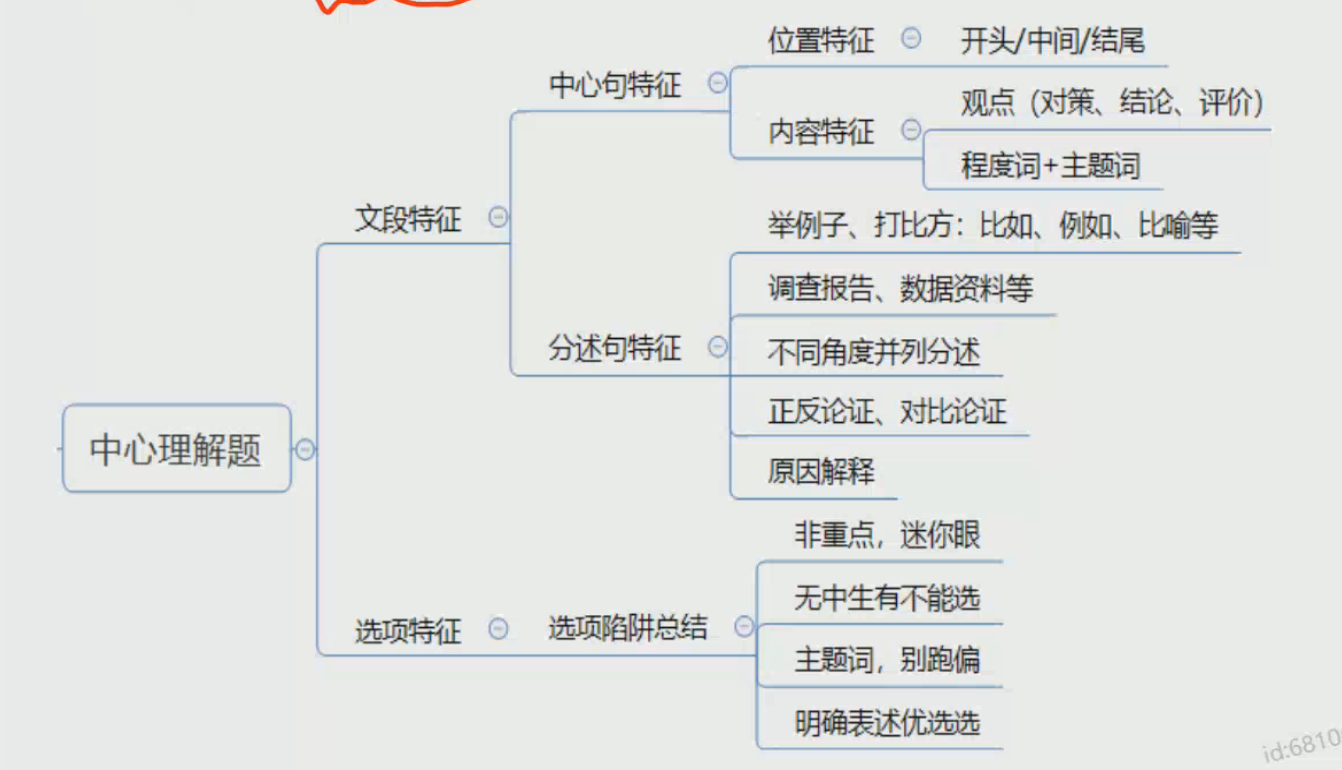 中心理解题
文段特征
中心句特征
位置特征
开头/中间/结尾
内容特征
观点（对策、结论、评价）
程度词+主题词
分述句特征
举例子、打比方：比如、例如、比喻等
调查报告、数据资料等
不同角度并列分述
正反论证、对比论证
原因解释
选项特征
选项陷阱总结
非重点，迷你眼
无中生有不能选
主题词，别跑偏
明确表述优选选
id:6810